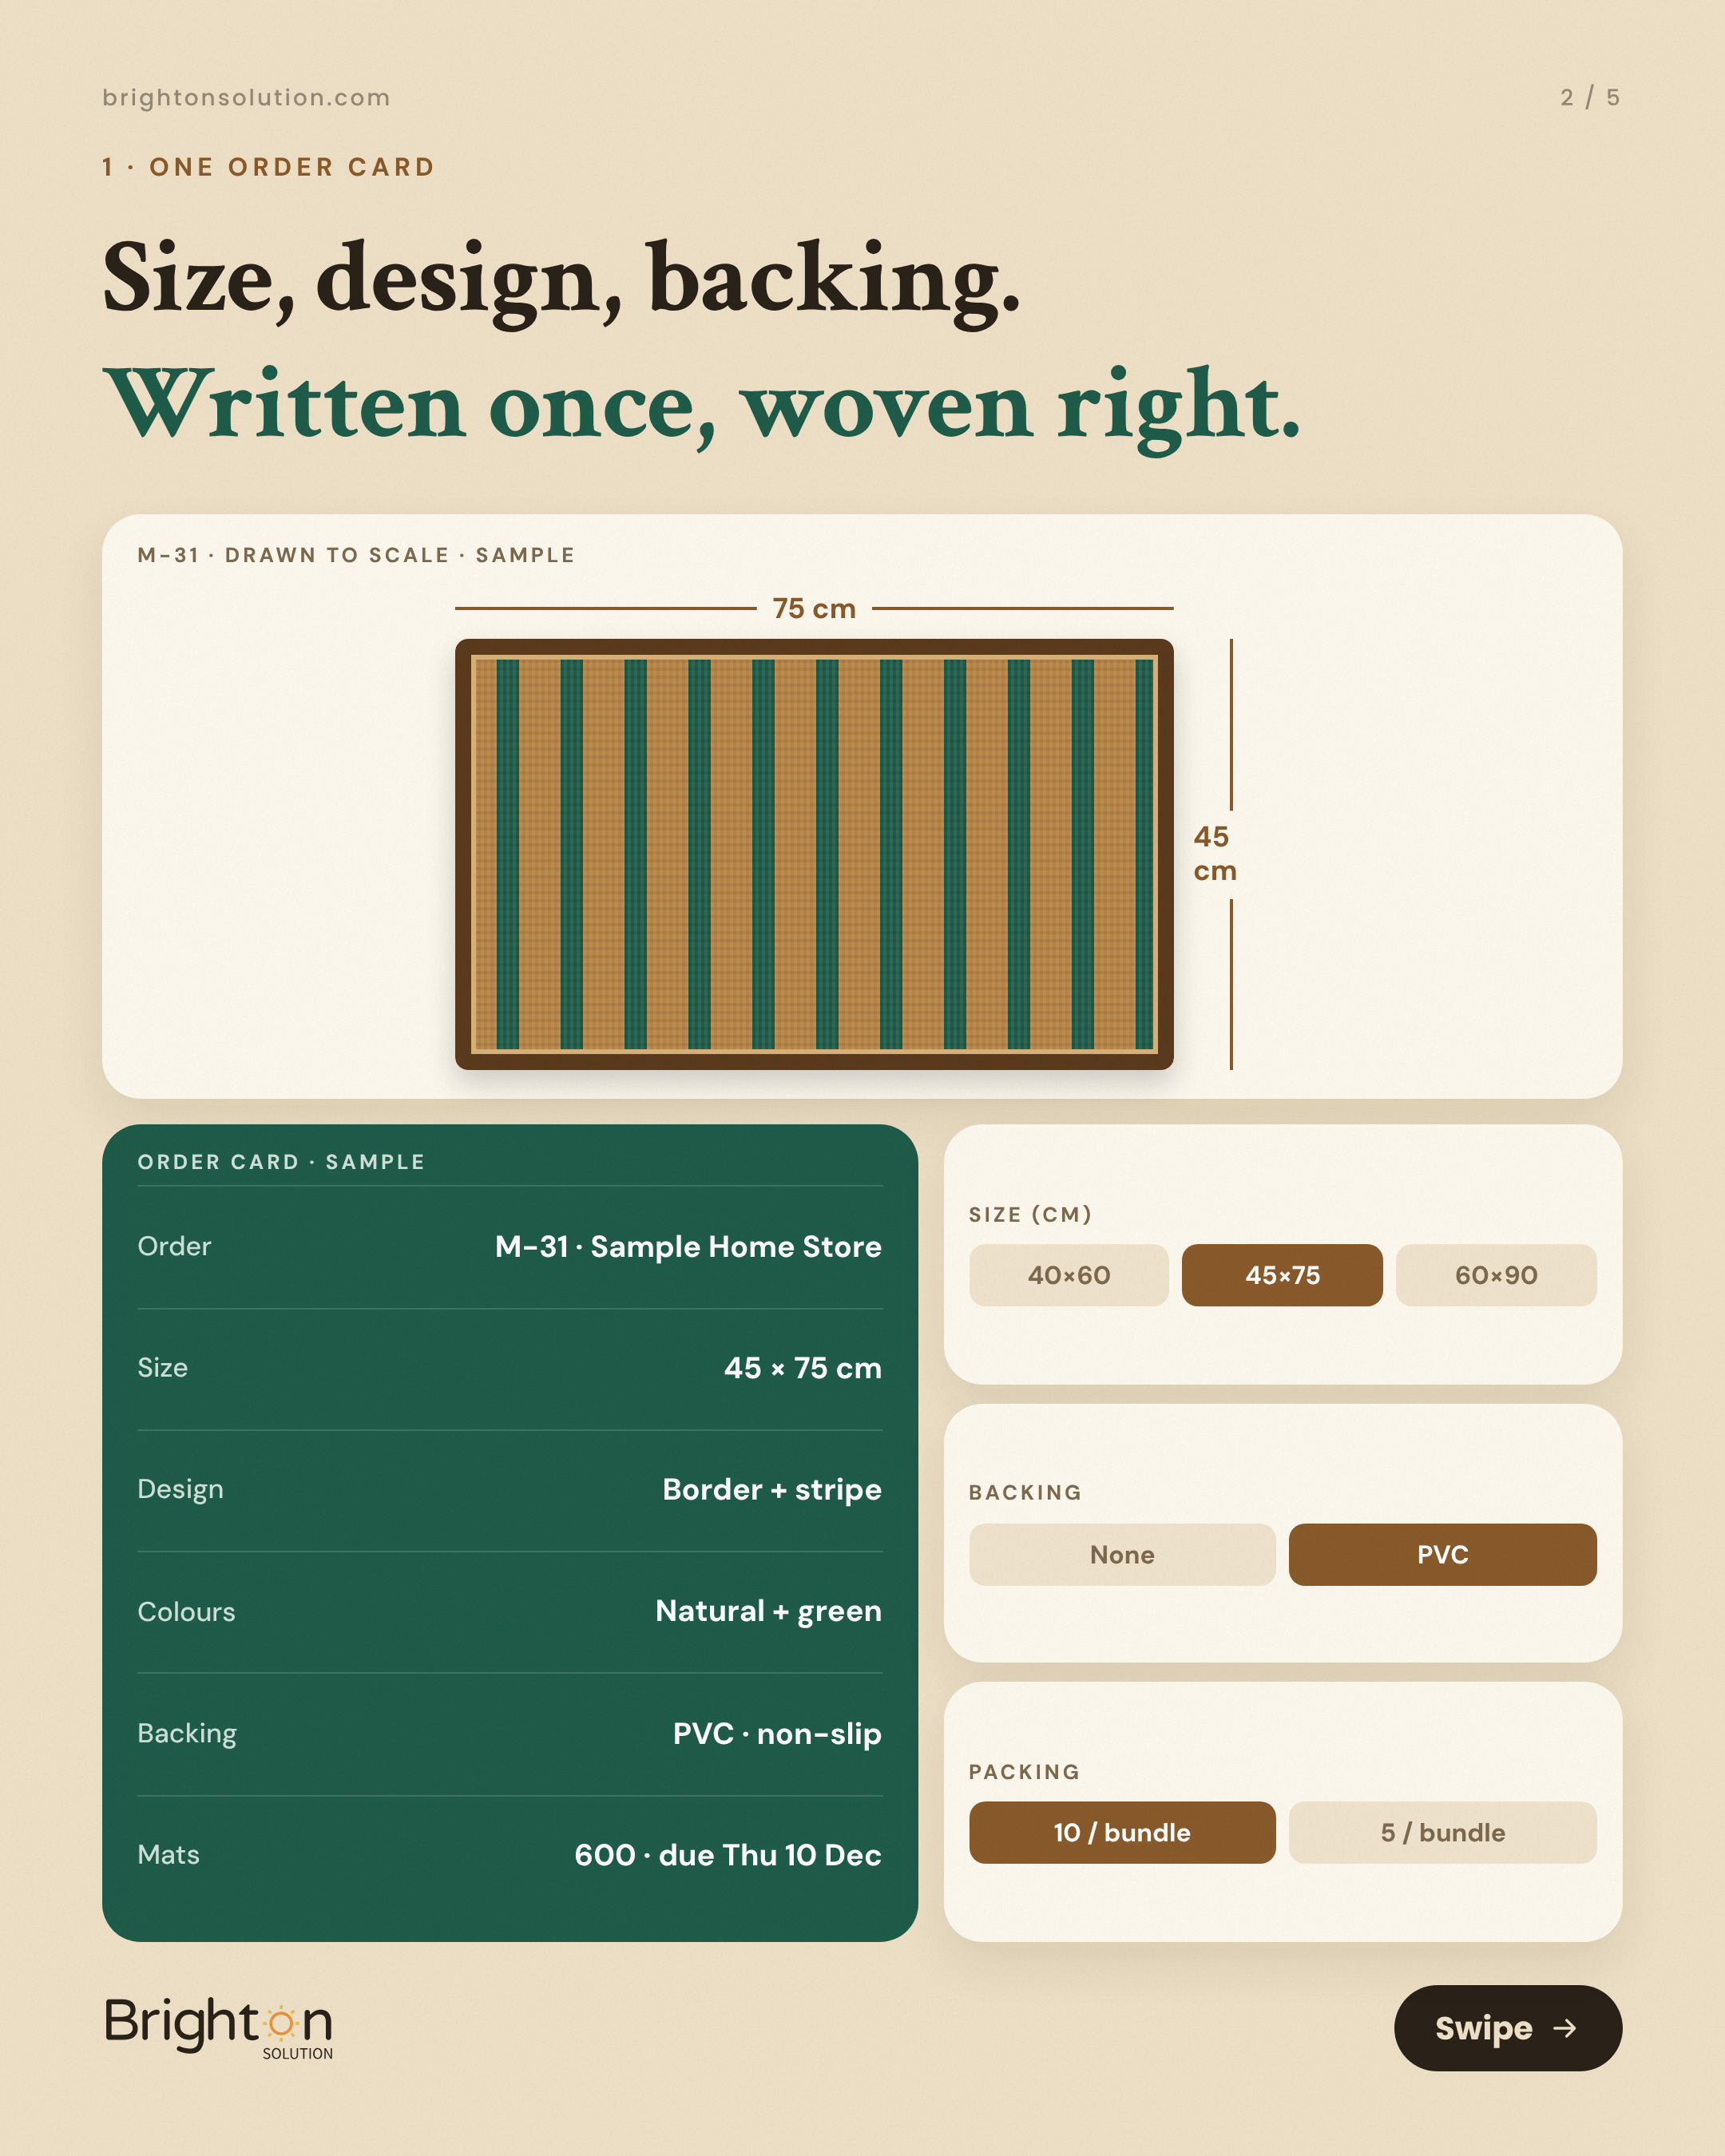 brightonsolution.com
2 / 5
1 · ONE ORDER CARD
Size, design, backing.
Written once, woven right.
M-31 · DRAWN TO SCALE · SAMPLE
75 cm
45
cm
ORDER CARD · SAMPLE
Order M-31 · Sample Home Store
Size 45 × 75 cm
Design Border + stripe
Colours Natural + green
Backing PVC · non-slip
Mats 600 · due Thu 10 Dec
SIZE (CM)
40×60 45×75 60×90
BACKING
None PVC
PACKING
10 / bundle 5 / bundle
Brighton
SOLUTION
Swipe →